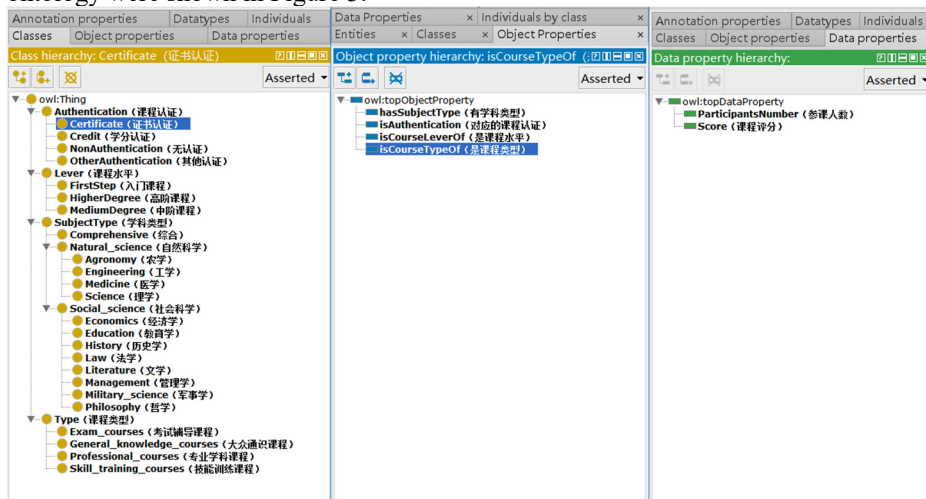 Ontology were shown in Figure 3.
Annotation properties Datatypes Individuals
Classes Object properties Data properties
Class hierarchy: Certificate (证书认证)
Asserted
owl:Thing
Authentication (课程认证)
Certificate (证书认证)
Credit (学分认证)
NonAuthentication (无认证)
OtherAuthentication (其他认证)
Lever (课程水平)
FirstStep (入门课程)
HigherDegree (高阶课程)
MediumDegree (中阶课程)
SubjectType (学科类型)
Comprehensive (综合)
Natural_science (自然科学)
Agronomy (农学)
Engineering (工学)
Medicine (医学)
Science (理学)
Social_science (社会科学)
Economics (经济学)
Education (教育学)
History (历史学)
Law (法学)
Literature (文学)
Management (管理学)
Military_science (军事学)
Philosophy (哲学)
Type (课程类型)
Exam_courses (考试辅导课程)
General_knowledge_courses (大众通识课程)
Professional_courses (专业学科课程)
Skill_training_courses (技能训练课程)
Data Properties × Individuals by class ×
Entities × Classes × Object Properties ×
Object property hierarchy: isCourseTypeOf (
Asserted
owl:topObjectProperty
hasSubjectType (有学科类型)
isAuthentication (对应的课程认证)
isCourseLeverOf (是课程水平)
isCourseTypeOf (是课程类型)
Annotation properties Datatypes Individuals
Classes Object properties Data properties
Data property hierarchy:
Asserted
owl:topDataProperty
ParticipantsNumber (参课人数)
Score (课程评分)